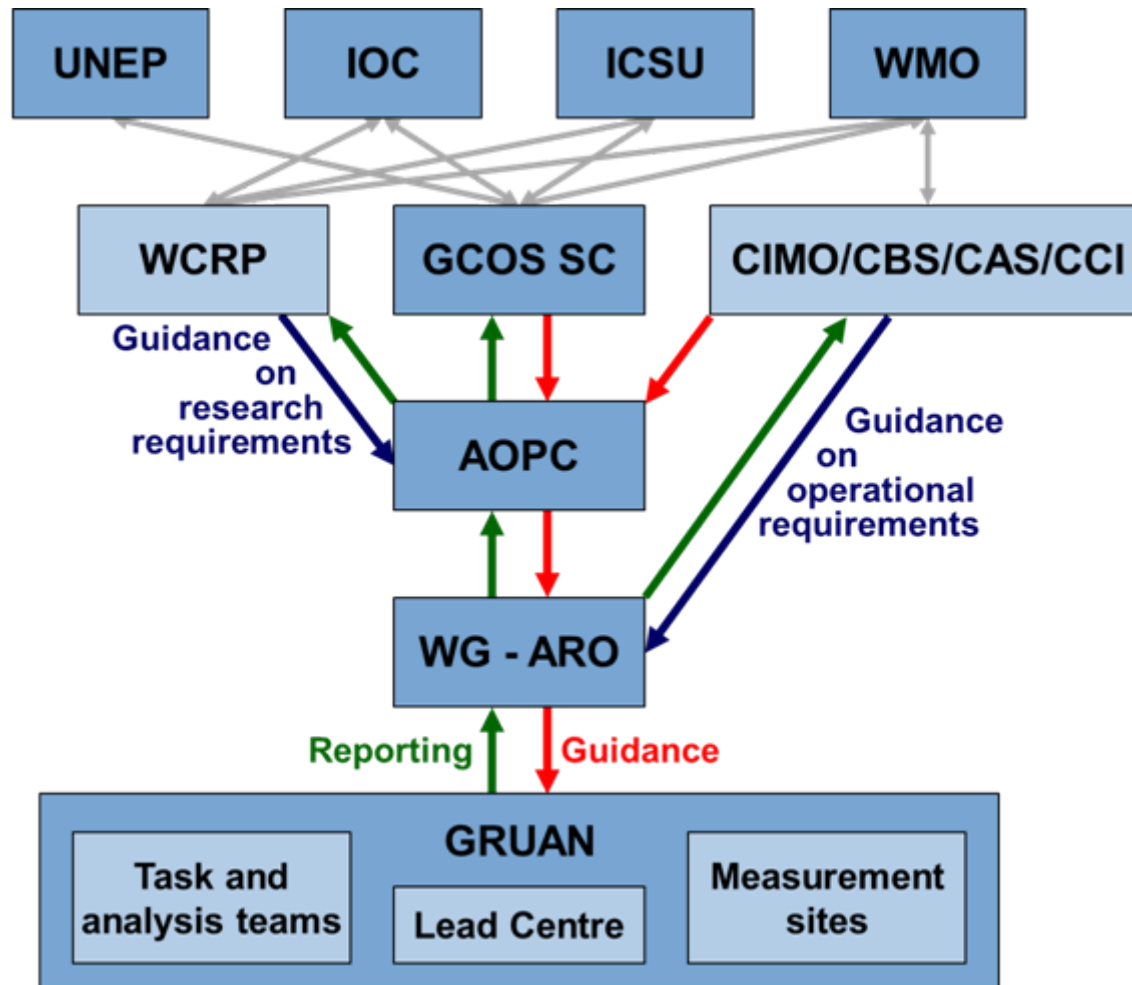 UNEP
IOC
ICSU
WMO
WCRP
GCOS SC
CIMO/CBS/CAS/CCI
Guidance
on
research
requirements
AOPC
Guidance
on
operational
requirements
WG - ARO
Reporting
Guidance
GRUAN
Task and
analysis teams
Lead Centre
Measurement
sites